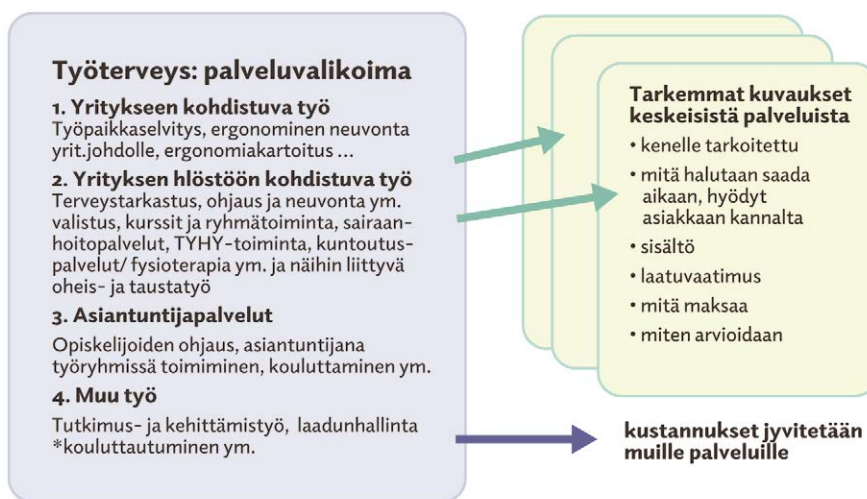 Työterveys: palveluvalikoima
1. Yritykseen kohdistuva työ
Työpaikkaselvitys, ergonominen neuvonta
yrit.johdolle, ergonomiakartoitus ...
2. Yrityksen hlöstöön kohdistuva työ
Terveystarkastus, ohjaus ja neuvonta ym.
valistus, kurssit ja ryhmätoiminta, sairaan-
hoitopalvelut, TYHY-toiminta, kuntoutus-
palvelut/ fysioterapia ym. ja näihin liittyvä
oheis- ja taustatyö
3. Asiantuntijapalvelut
Opiskelijoiden ohjaus, asiantuntijana
työryhmissä toimiminen, kouluttaminen ym.
4. Muu työ
Tutkimus- ja kehittämistyö, laadunhallinta
*kouluttautuminen ym.
Tarkemmat kuvaukset
keskeisistä palveluista
• kenelle tarkoitettu
• mitä halutaan saada
aikaan, hyödyt
asiakkaan kannalta
• sisältö
• laatuvaatimus
• mitä maksaa
• miten arvioidaan
kustannukset jyvitetään
muille palveluille